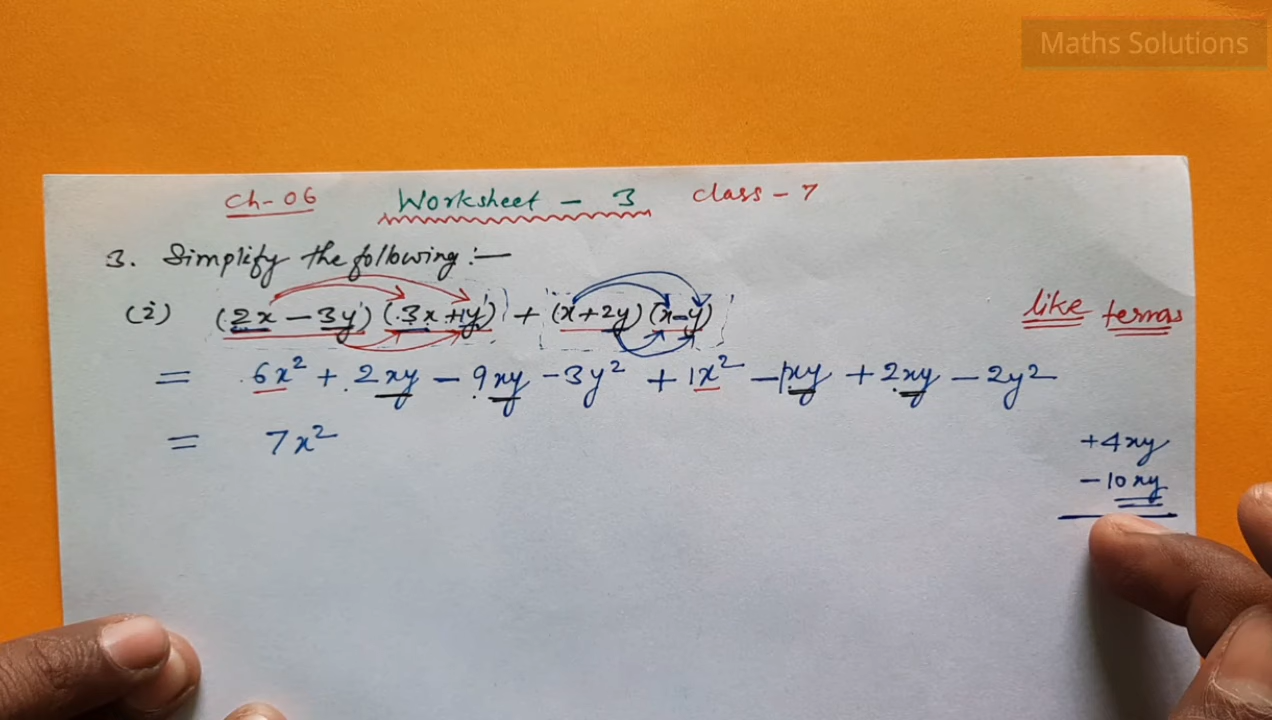 Maths Solutions
Ch-06 Worksheet - 3 Class - 7
3. Simplify the following :—
(i) (2x - 3y) (3x + 1y) + (x + 2y) (x - y)
like terms
= 6x² + 2xy - 9xy - 3y² + 1x² - 1xy + 2xy - 2y²
= 7x²
+4xy
-10xy